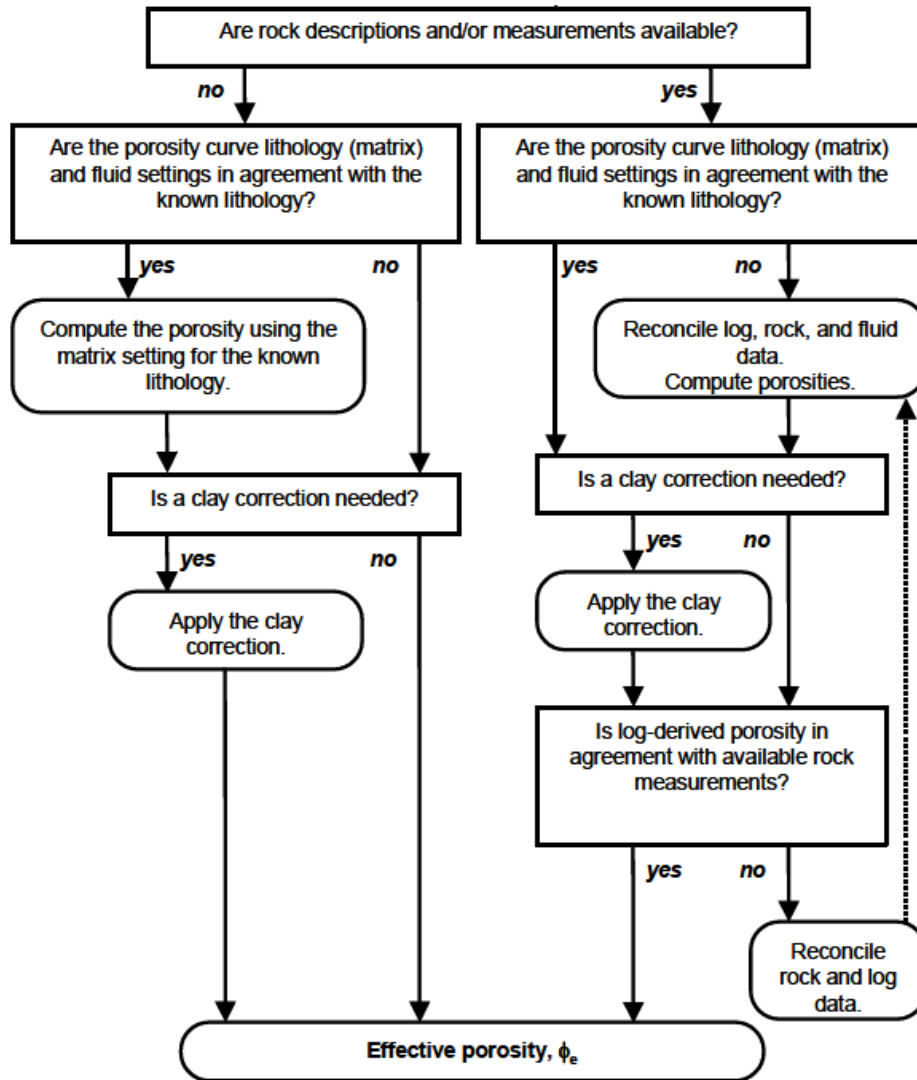 Are rock descriptions and/or measurements available?
no
yes
Are the porosity curve lithology (matrix)
and fluid settings in agreement with the
known lithology?
Are the porosity curve lithology (matrix)
and fluid settings in agreement with the
known lithology?
yes
no
yes
no
Compute the porosity using the
matrix setting for the known
lithology.
Reconcile log, rock, and fluid
data.
Compute porosities.
Is a clay correction needed?
Is a clay correction needed?
yes
no
yes
no
Apply the clay
correction.
Apply the clay
correction.
Is log-derived porosity in
agreement with available rock
measurements?
yes
no
Reconcile
rock and log
data.
Effective porosity, ϕe